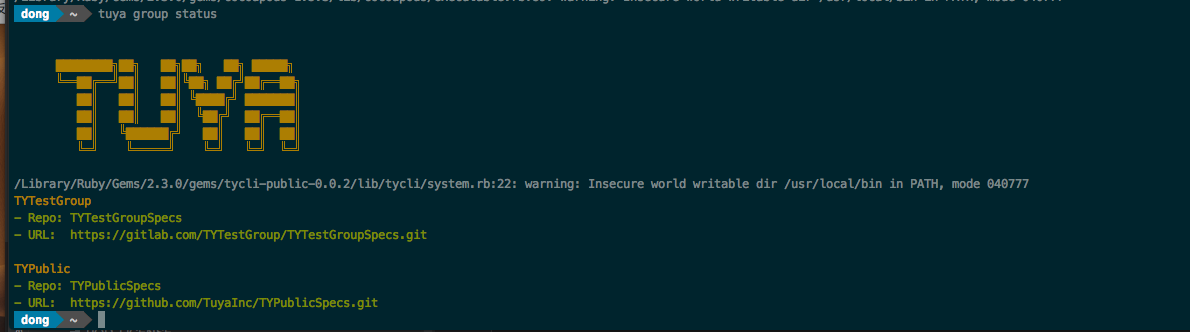 dong ~ tuya group status
TUYA
/Library/Ruby/Gems/2.3.0/gems/tycli-public-0.0.2/lib/tycli/system.rb:22: warning: Insecure world writable dir /usr/local/bin in PATH, mode 040777
TYTestGroup
- Repo: TYTestGroupSpecs
- URL:  https://gitlab.com/TYTestGroup/TYTestGroupSpecs.git
TYPublic
- Repo: TYPublicSpecs
- URL:  https://github.com/TuyaInc/TYPublicSpecs.git
dong ~